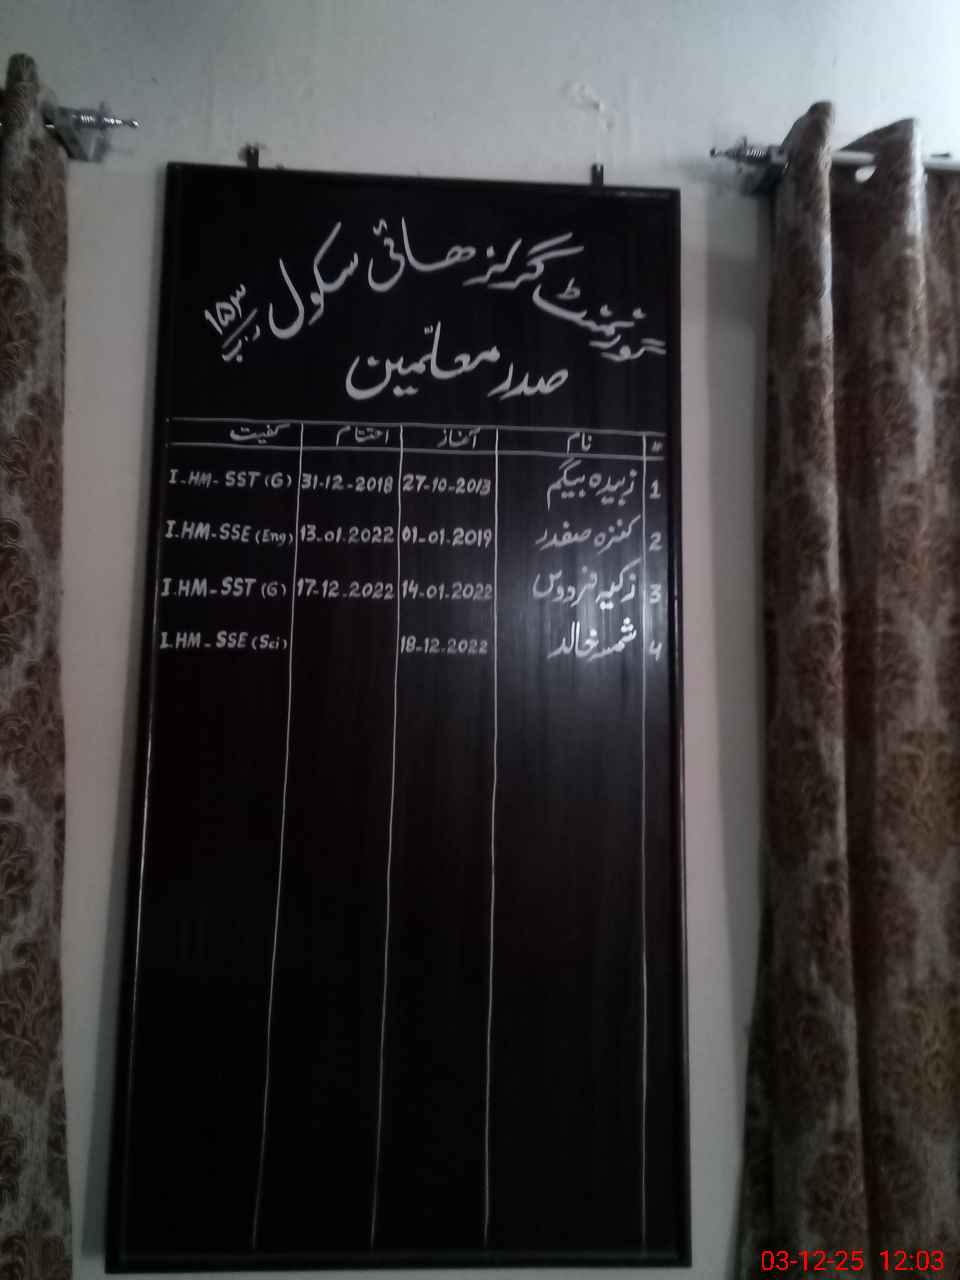 گورنمنٹ گرلز ھائی سکول ۱۵۳ ر ب
صدر معلّمین
# نام آغاز اختتام کیفیت
1 زبیدہ بیگم 27-10-2013 31-12-2018 I-HM-SST (G)
2 کنزہ صفدر 01-01-2019 13.01.2022 I.HM-SSE (Eng)
3 زکیہ فردوس 14-01.2022 17-12.2022 I.HM-SST (G)
4 شمسہ خالد 18-12.2022 I.HM-SSE (Sci)
03-12-25 12:03